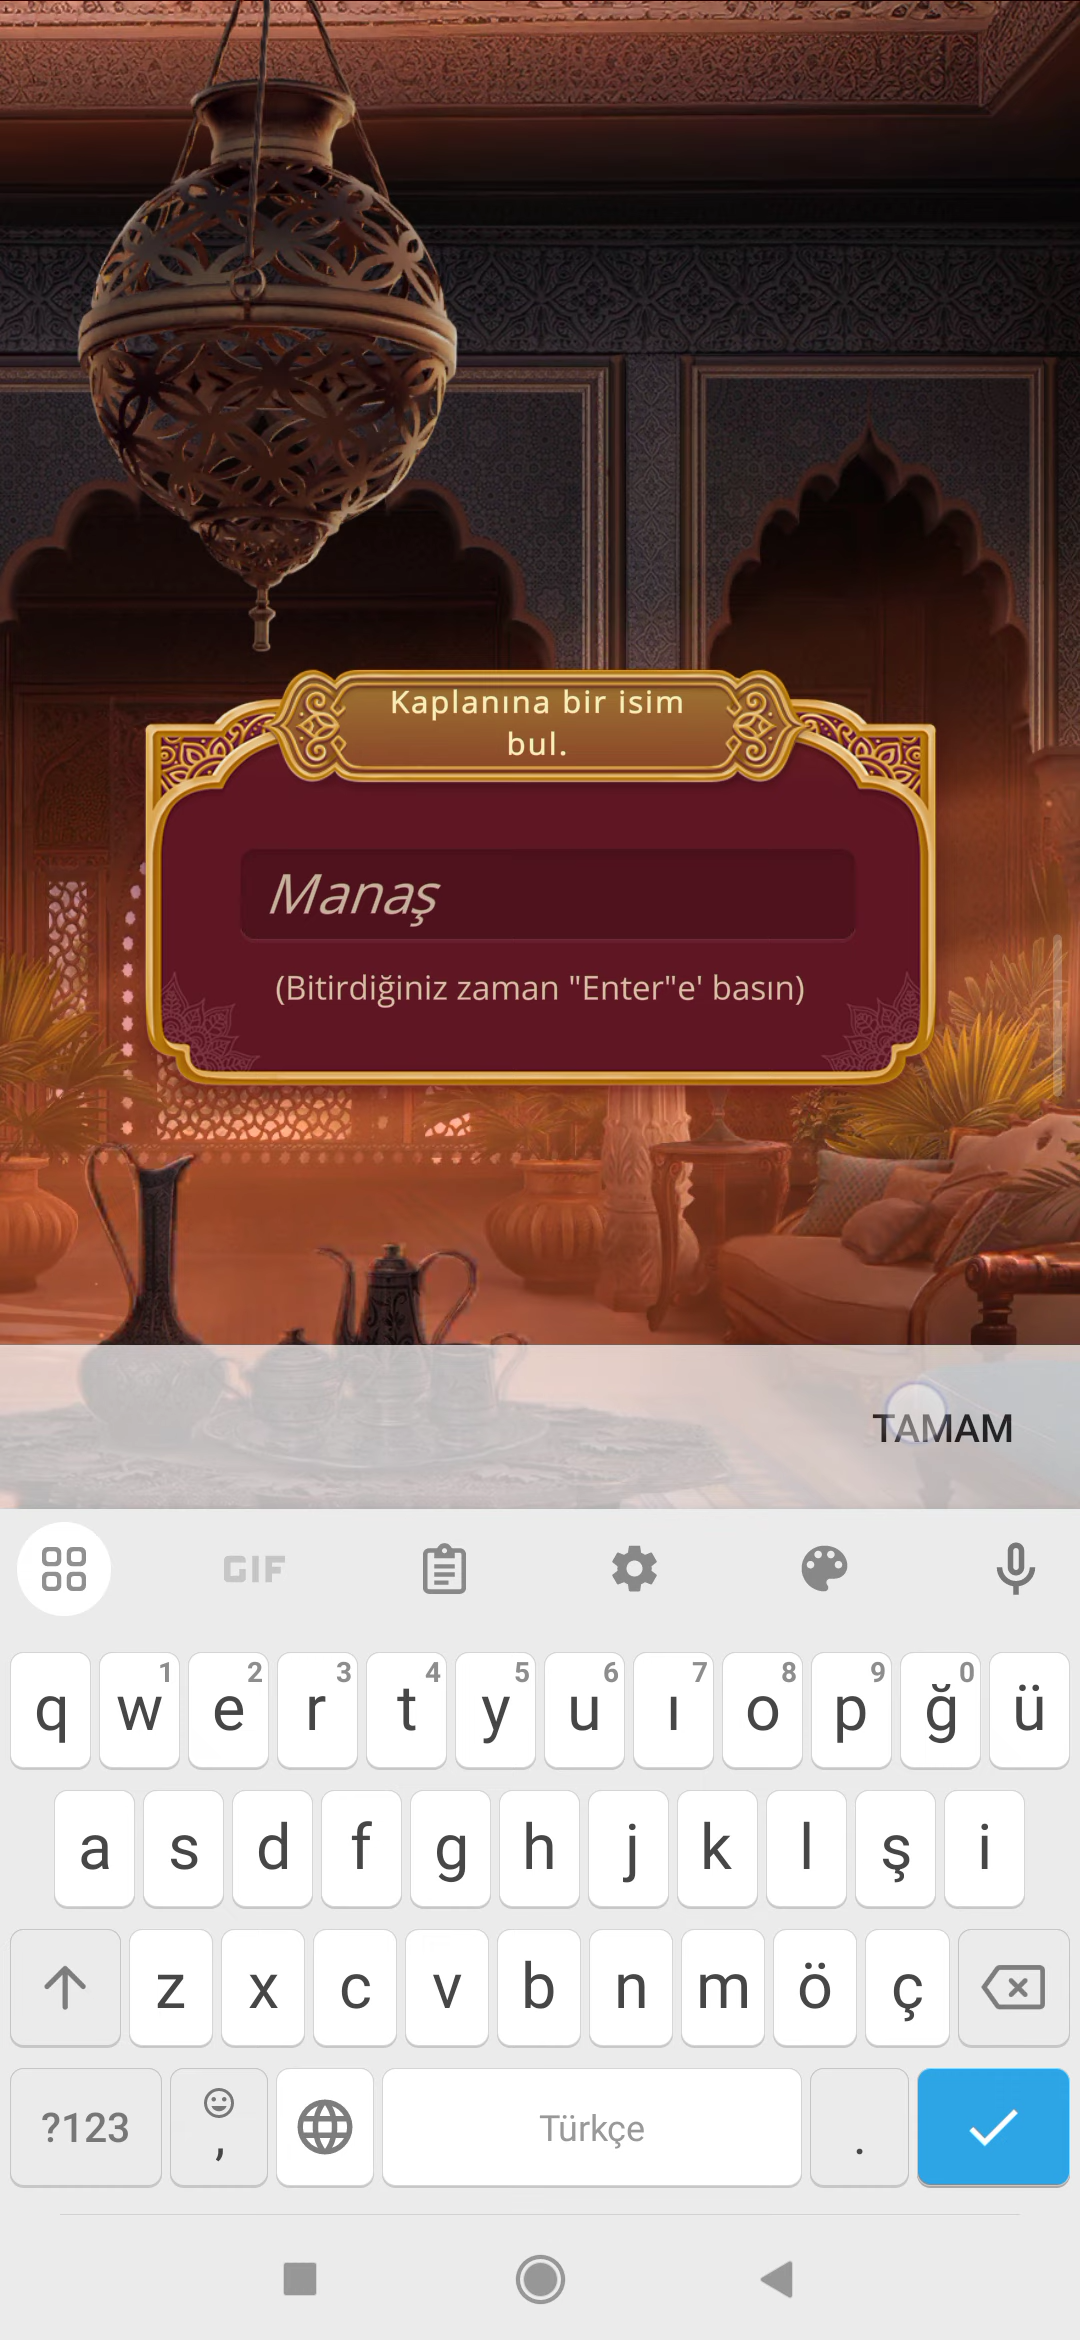 Kaplanına bir isim
bul.
Manaş
(Bitirdiğiniz zaman "Enter"e' basın)
TAMAM
GIF
1 2 3 4 5 6 7 8 9 0
q w e r t y u ı o p ğ ü
a s d f g h j k l ş i
z x c v b n m ö ç
?123 , Türkçe .